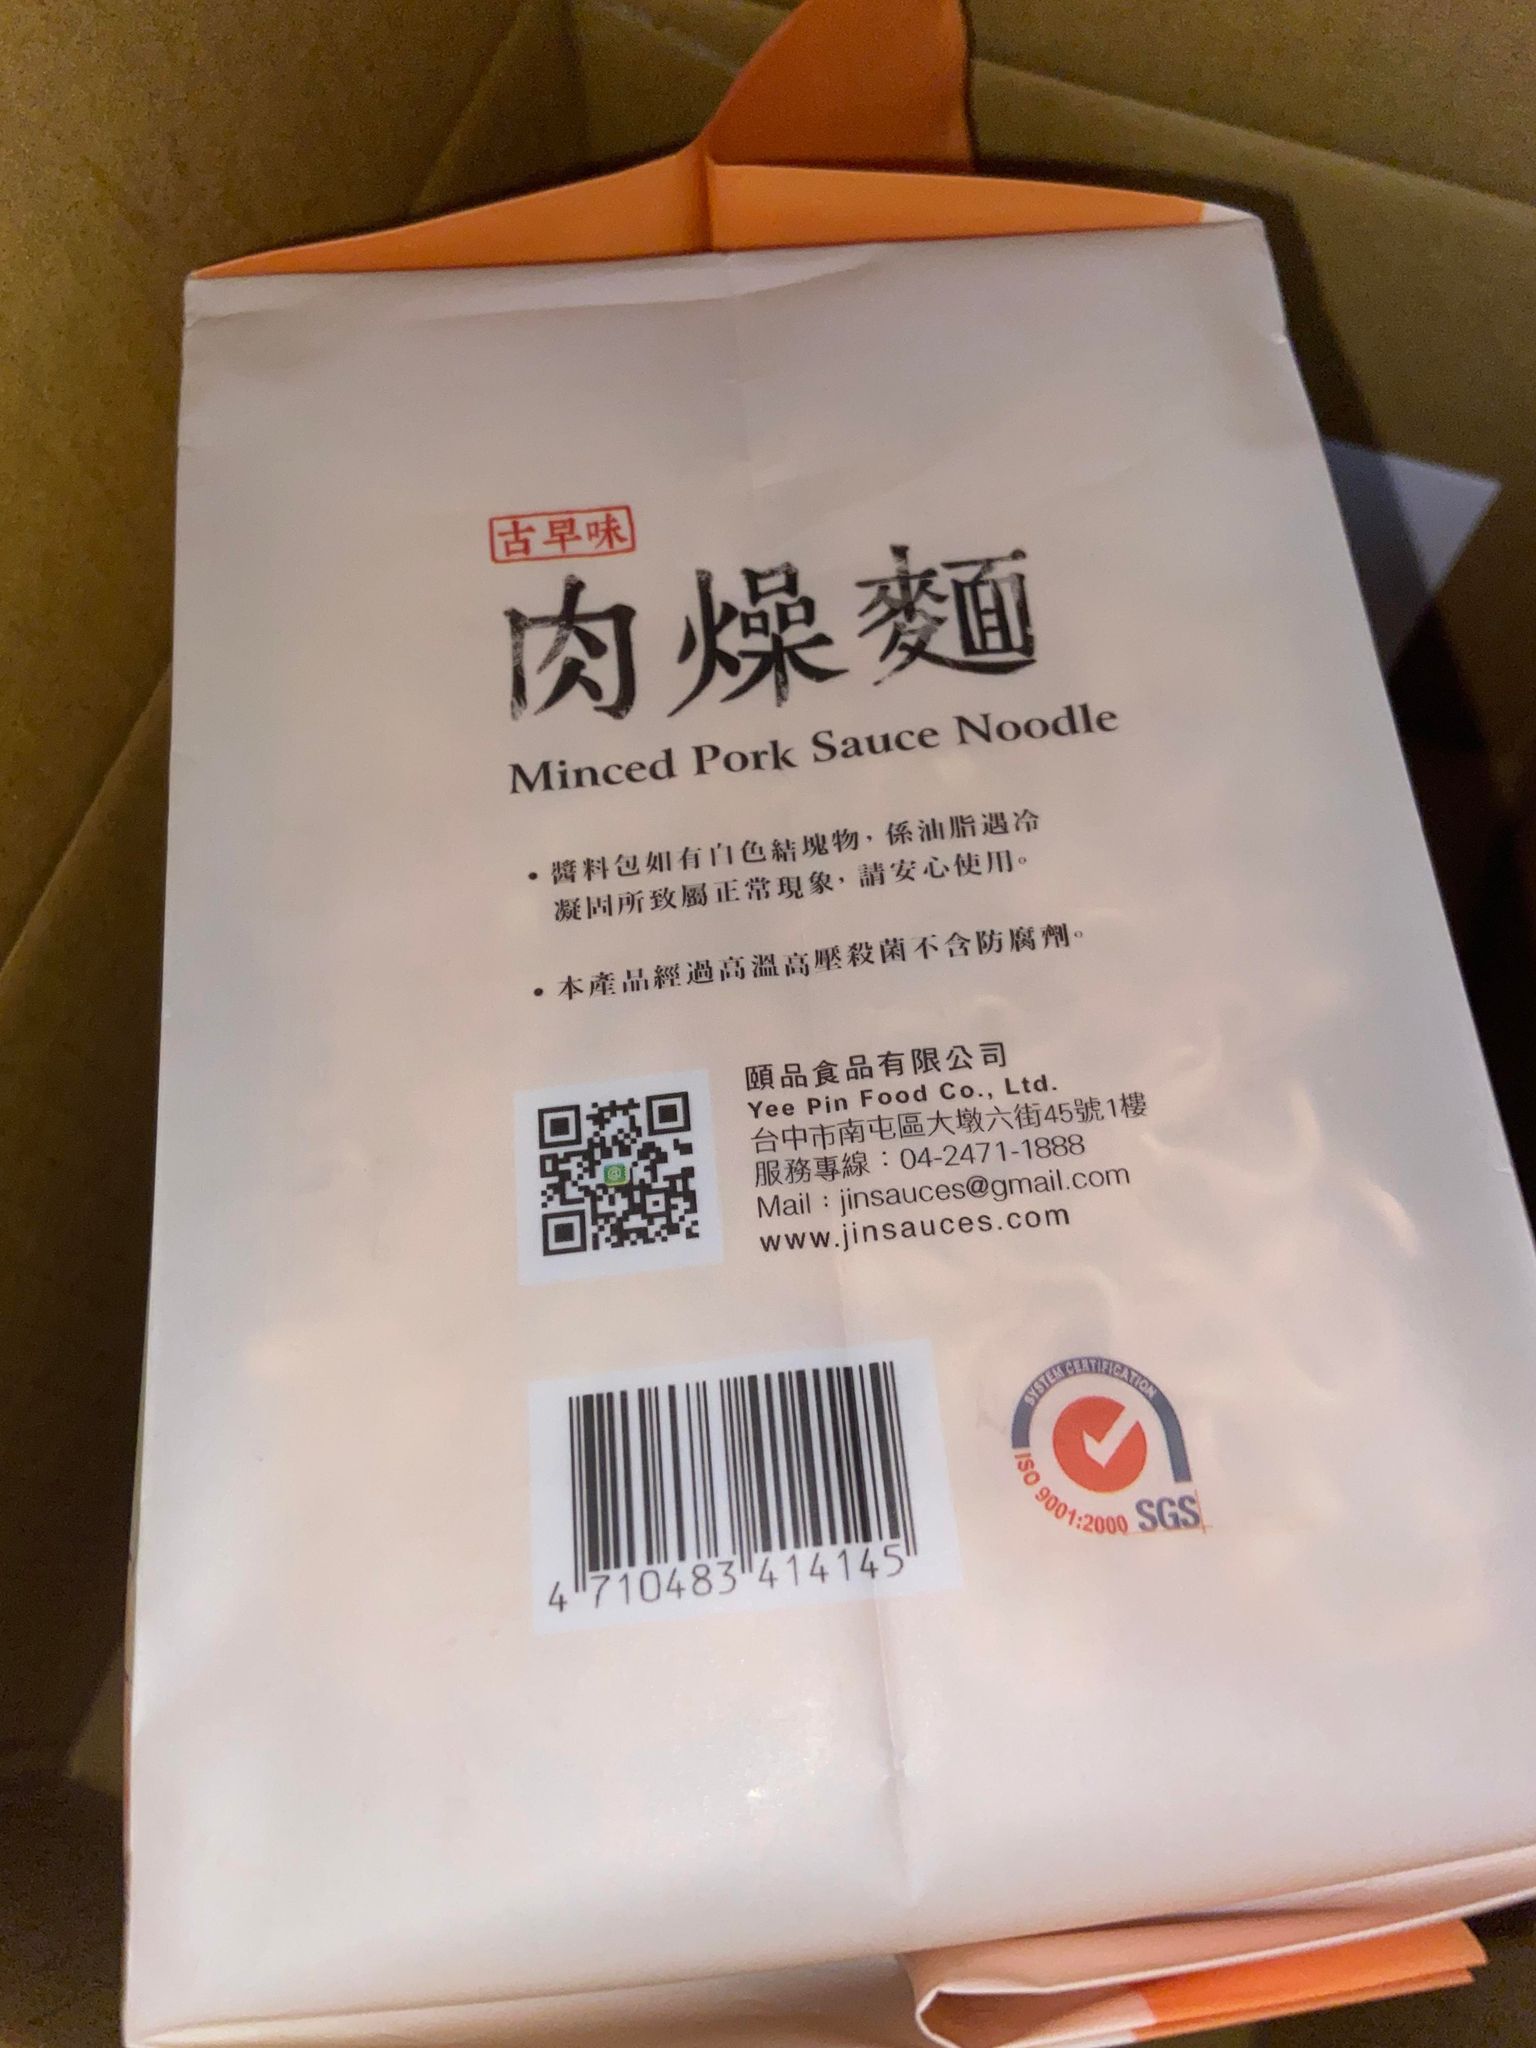 古早味
肉燥麵
Minced Pork Sauce Noodle
• 醬料包如有白色結塊物，係油脂遇冷
凝固所致屬正常現象，請安心使用。
• 本產品經過高溫高壓殺菌不含防腐劑。
頤品食品有限公司
Yee Pin Food Co., Ltd.
台中市南屯區大墩六街45號1樓
服務專線：04-2471-1888
Mail：jinsauces@gmail.com
www.jinsauces.com
4 710483 414145
SYSTEM CERTIFICATION
ISO 9001:2000 SGS